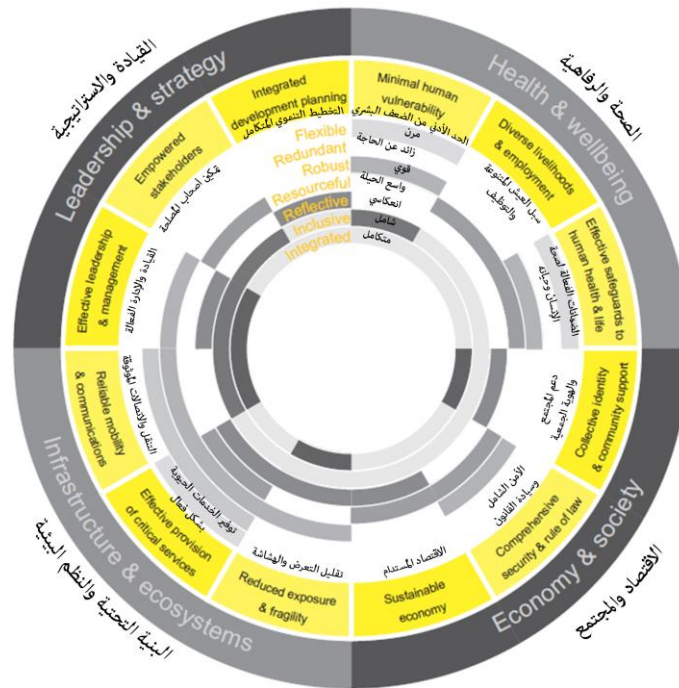 القيادة والاستراتيجية
Leadership & strategy
Health & wellbeing
الصحة والرفاهية
Integrated
development planning
التخطيط التنموي المتكامل
Minimal human
vulnerability
الحد الأدنى من الضعف البشري
Diverse livelihoods
& employment
سبل العيش المتنوعة
والتوظيف
Effective safeguards to
human health & life
الضمانات الفعالة لصحة
الإنسان وحياته
Collective identity
& community support
دعم المجتمع
والهوية الجمعية
Comprehensive
security & rule of law
الأمن الشامل
وسيادة القانون
Sustainable
economy
الاقتصاد المستدام
Reduced exposure
& fragility
تقليل التعرض والهشاشة
Effective provision
of critical services
توفير الخدمات الحيوية
بشكل فعال
Reliable mobility
& communications
التنقل والاتصالات الموثوقة
Effective leadership
& management
القيادة والإدارة الفعالة
Empowered
stakeholders
تمكين اصحاب المصلحة
Flexible
مرن
Redundant
زائد عن الحاجة
Robust
قوي
Resourceful
واسع الحيلة
Reflective
انعكاسي
Inclusive
شامل
Integrated
متكامل
Infrastructure & ecosystems
البنية التحتية والنظم البيئية
Economy & society
الاقتصاد والمجتمع